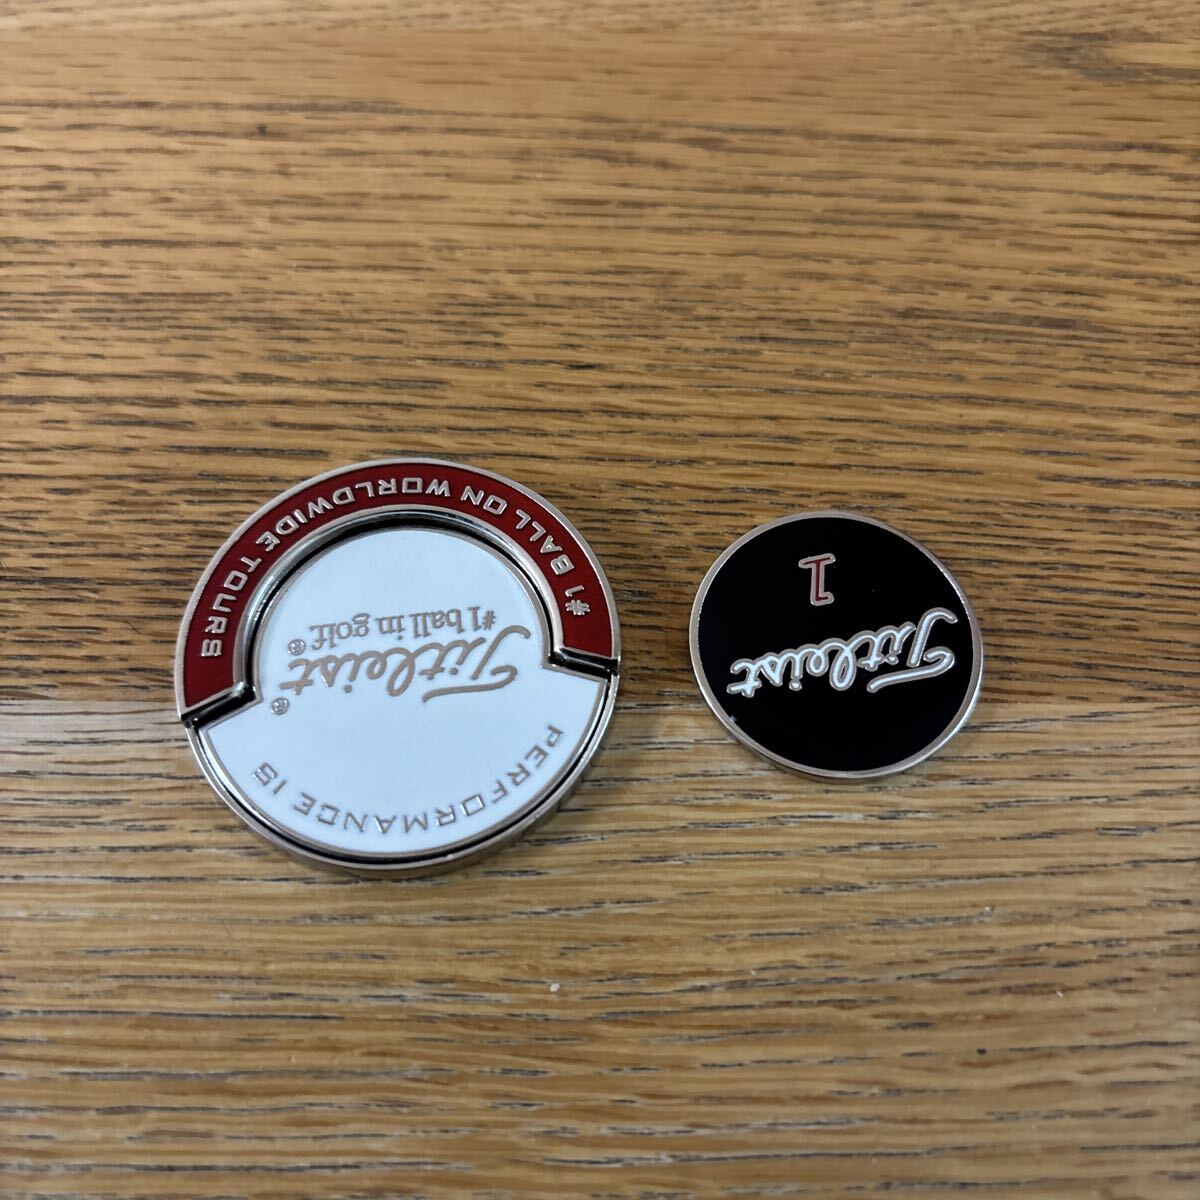 PERFORMANCE IS
Titleist®
#1 ball in golf.®
#1 BALL ON WORLDWIDE TOURS
Titleist
1